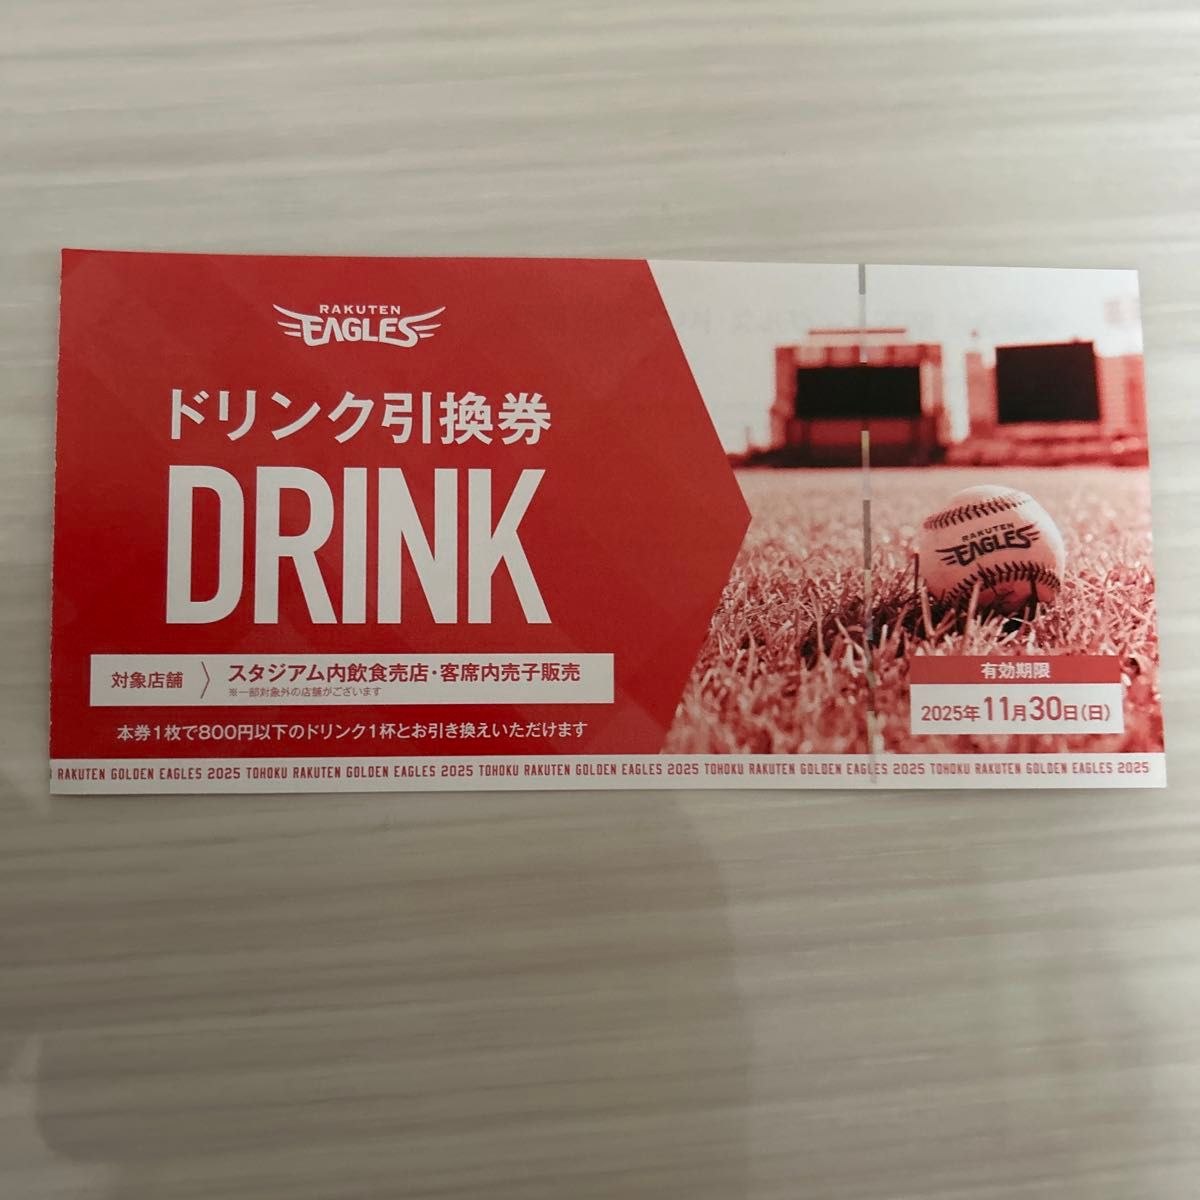 RAKUTEN
EAGLES
ドリンク引換券
DRINK
対象店舗
スタジアム内飲食売店・客席内売子販売
※一部対象外の店舗がございます
本券1枚で800円以下のドリンク1杯とお引き換えいただけます
RAKUTEN
EAGLES
有効期限
2025年11月30日(日)
RAKUTEN GOLDEN EAGLES 2025 TOHOKU RAKUTEN GOLDEN EAGLES 2025 TOHOKU RAKUTEN GOLDEN EAGLES 2025 TOHOKU RAKUTEN GOLDEN EAGLES 2025 TOHOKU RAKUTEN GOLDEN EAGLES 2025